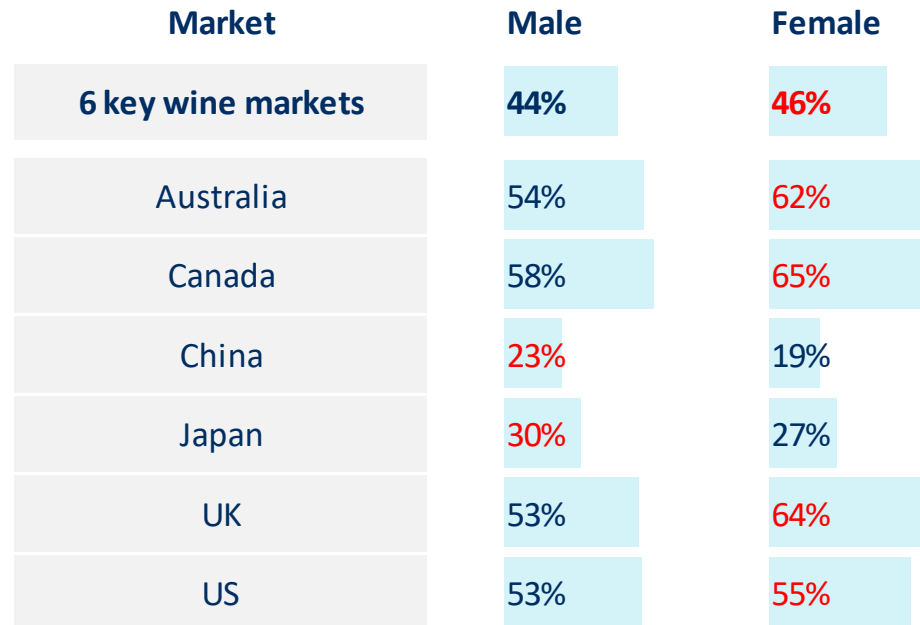 Market Male Female
6 key wine markets 44% 46%
Australia 54% 62%
Canada 58% 65%
China 23% 19%
Japan 30% 27%
UK 53% 64%
US 53% 55%